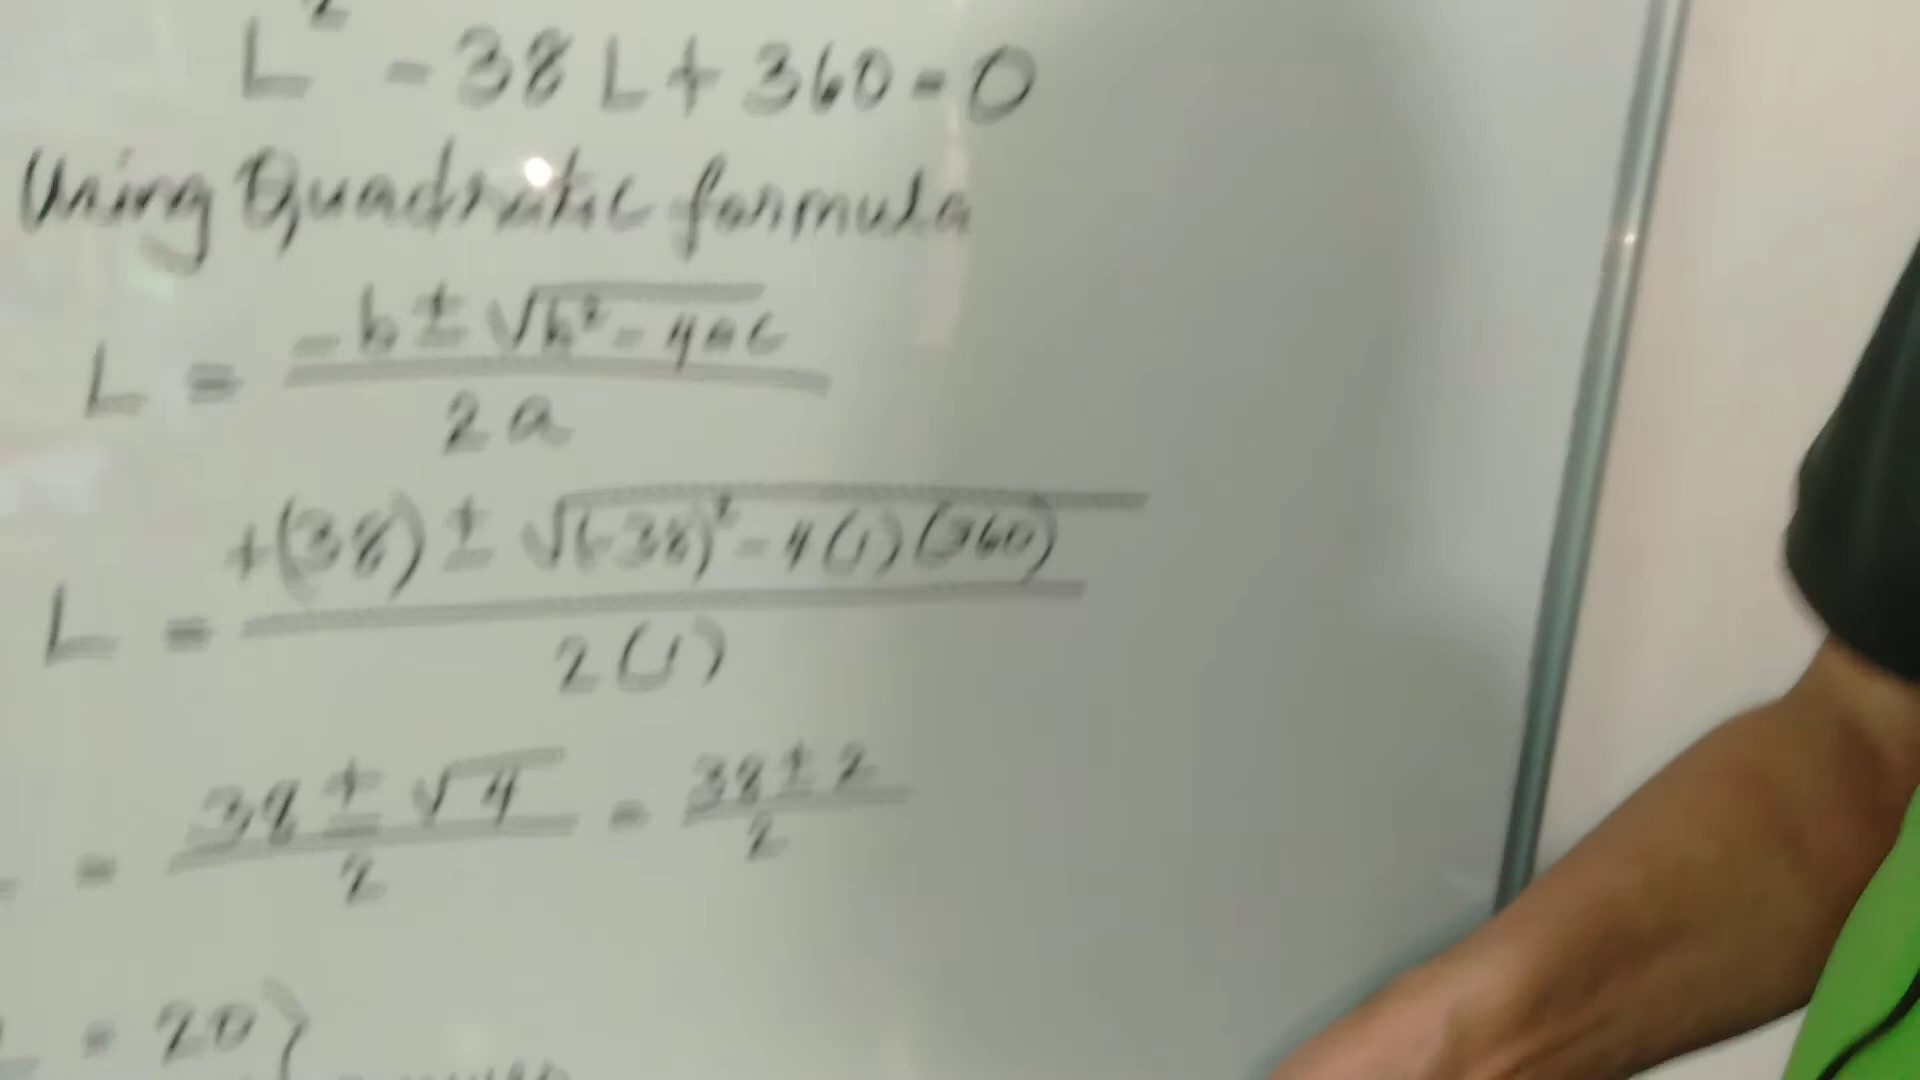 L² - 38 L + 360 = 0
Using Quadratic formula
L = -b ± √b² - 4ac / 2a
L = +(38) ± √(-38)² - 4(1)(360) / 2(1)
= 38 ± √4 / 2 = 38 ± 2 / 2
L = 20}